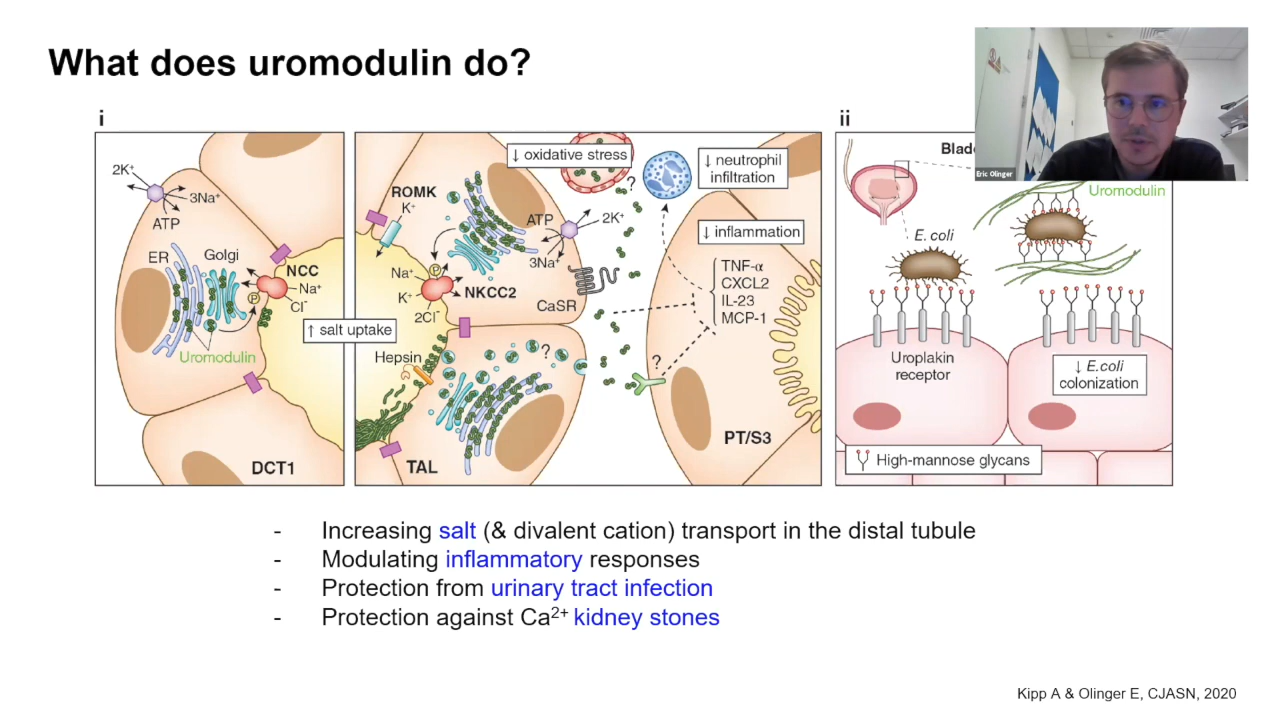 What does uromodulin do?
i
2K⁺
3Na⁺
ATP
ER
Golgi
NCC
Na⁺
Cl⁻
P
Uromodulin
↑ salt uptake
DCT1
ROMK
K⁺
Na⁺
P
K⁺
NKCC2
2Cl⁻
ATP
2K⁺
3Na⁺
CaSR
Hepsin
?
TAL
↓ oxidative stress
?
↓ neutrophil
infiltration
↓ inflammation
TNF-α
CXCL2
IL-23
MCP-1
?
PT/S3
ii
Eric Olinger
Uromodulin
E. coli
Uroplakin
receptor
↓ E.coli
colonization
High-mannose glycans
- Increasing salt (& divalent cation) transport in the distal tubule
- Modulating inflammatory responses
- Protection from urinary tract infection
- Protection against Ca²⁺ kidney stones
Kipp A & Olinger E, CJASN, 2020